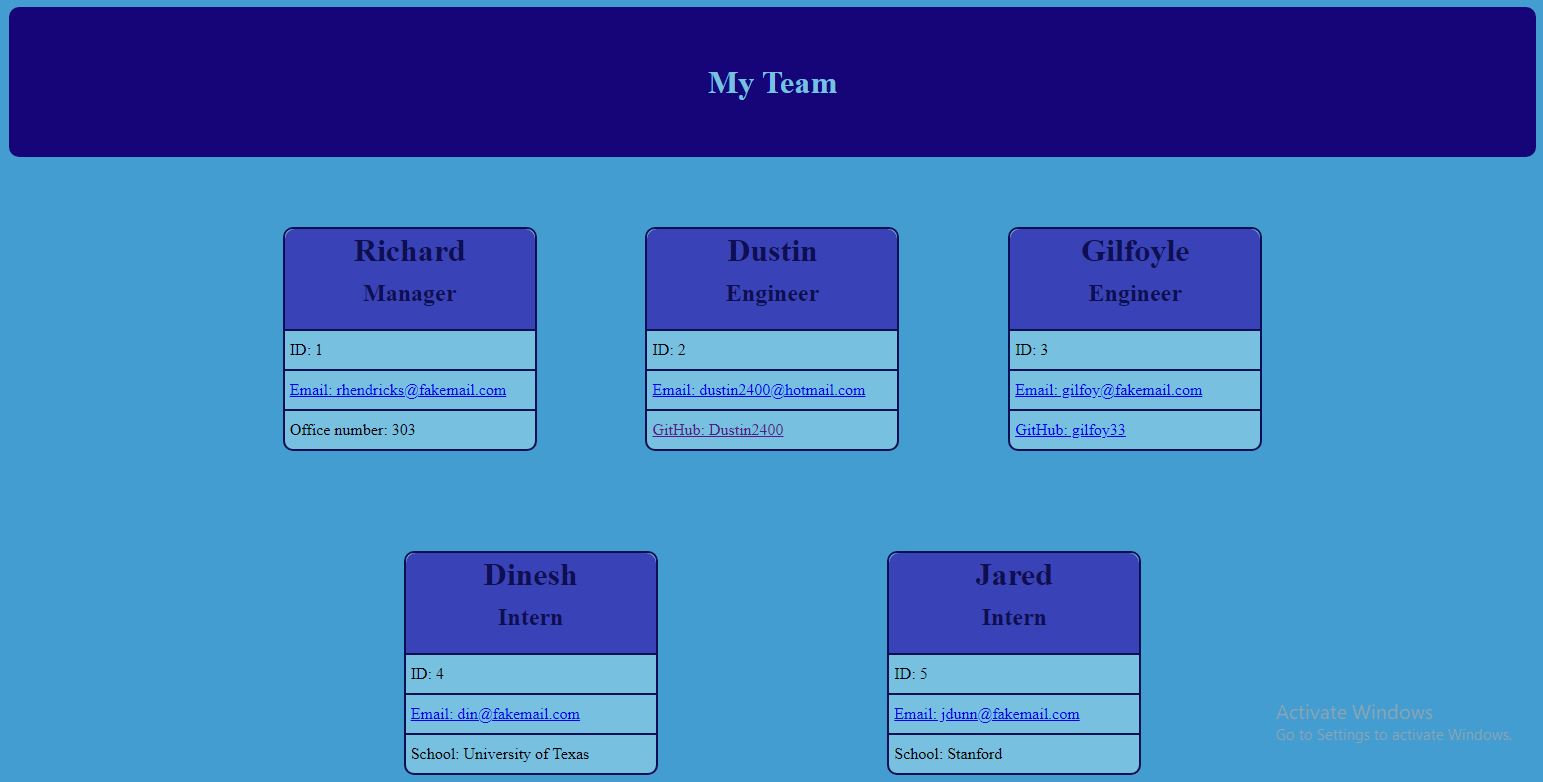 My Team
Richard
Manager
ID: 1
Email: rhendricks@fakemail.com
Office number: 303
Dustin
Engineer
ID: 2
Email: dustin2400@hotmail.com
GitHub: Dustin2400
Gilfoyle
Engineer
ID: 3
Email: gilfoy@fakemail.com
GitHub: gilfoy33
Dinesh
Intern
ID: 4
Email: din@fakemail.com
School: University of Texas
Jared
Intern
ID: 5
Email: jdunn@fakemail.com
School: Stanford
Activate Windows
Go to Settings to activate Windows.